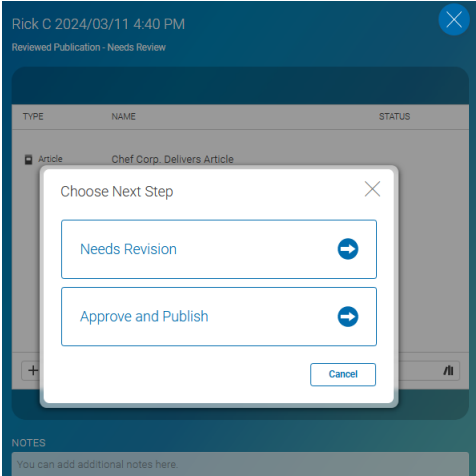 Rick C 2024/03/11 4:40 PM
Reviewed Publication - Needs Review
TYPE NAME STATUS
Article Chef Corp. Delivers Article
Choose Next Step
Needs Revision
Approve and Publish
Cancel
NOTES
You can add additional notes here.